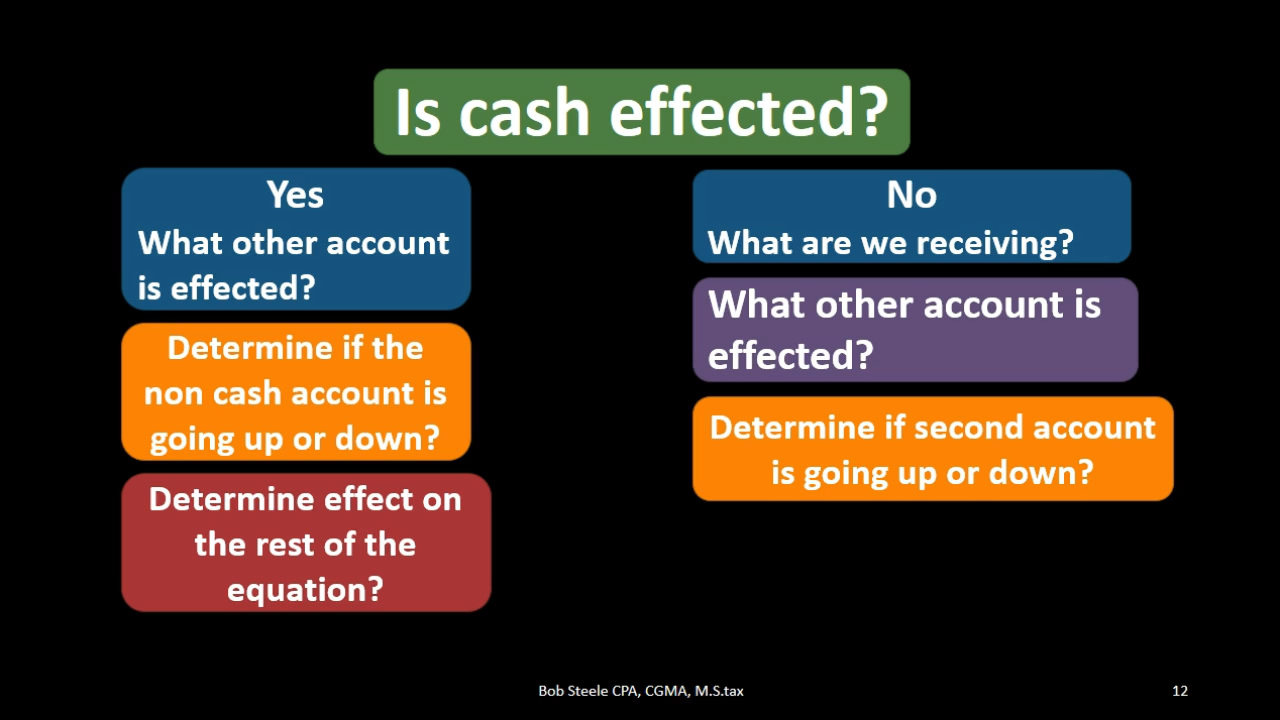 Is cash effected?
Yes
What other account
is effected?
Determine if the
non cash account is
going up or down?
Determine effect on
the rest of the
equation?
No
What are we receiving?
What other account is
effected?
Determine if second account
is going up or down?
Bob Steele CPA, CGMA, M.S.tax
12